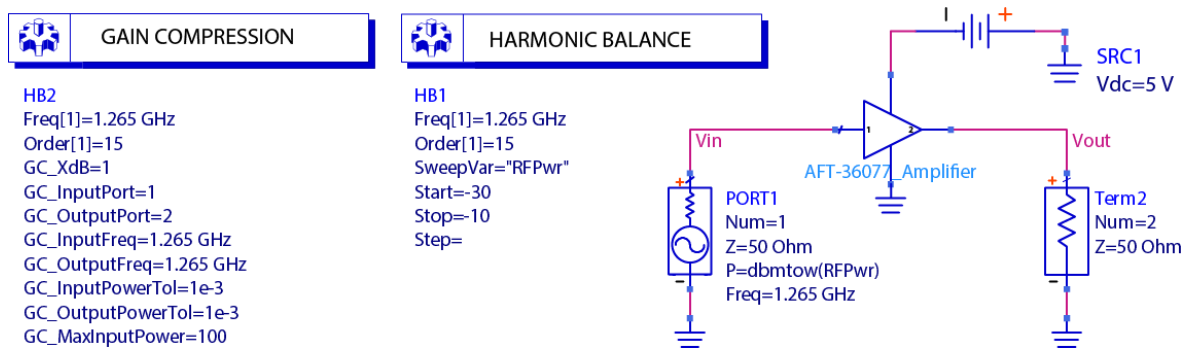 GAIN COMPRESSION
HB2
Freq[1]=1.265 GHz
Order[1]=15
GC_XdB=1
GC_InputPort=1
GC_OutputPort=2
GC_InputFreq=1.265 GHz
GC_OutputFreq=1.265 GHz
GC_InputPowerTol=1e-3
GC_OutputPowerTol=1e-3
GC_MaxInputPower=100
HARMONIC BALANCE
HB1
Freq[1]=1.265 GHz
Order[1]=15
SweepVar="RFPwr"
Start=-30
Stop=-10
Step=
I +
SRC1
Vdc=5 V
Vin
1 2
Vout
AFT-36077_Amplifier
+
PORT1
Num=1
Z=50 Ohm
P=dbmtow(RFPwr)
Freq=1.265 GHz
−
+
Term2
Num=2
Z=50 Ohm
−